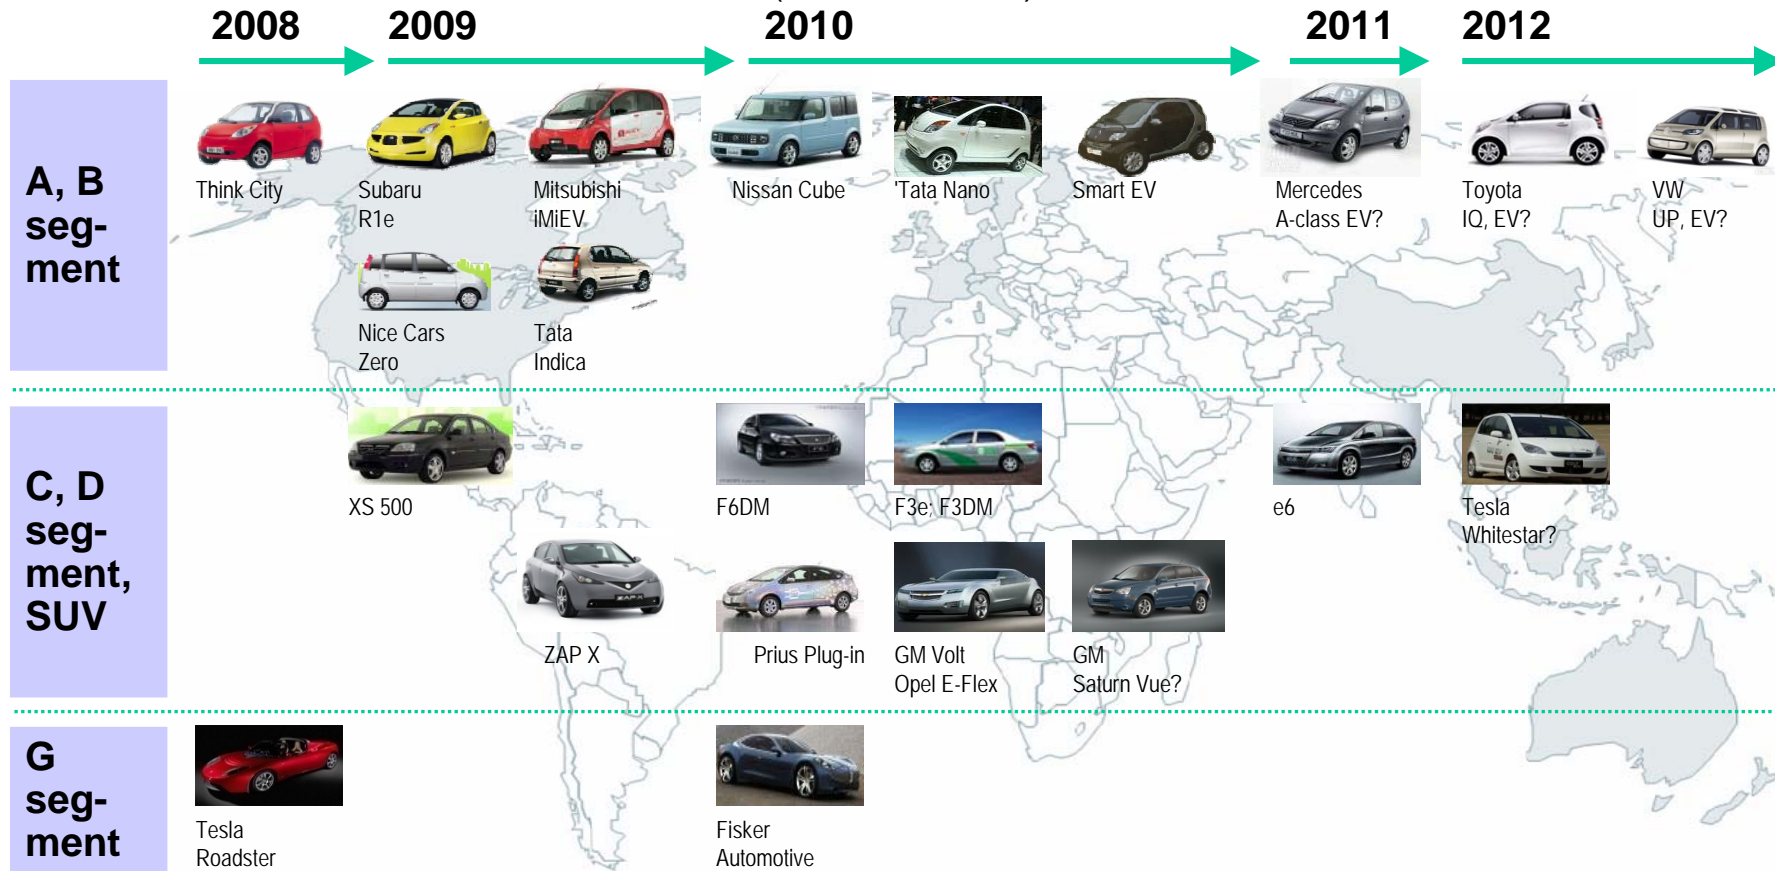 2008 2009 2010 2011 2012
A, B
seg-
ment
Think City
Subaru
R1e
Mitsubishi
iMiEV
Nissan Cube
'Tata Nano
Smart EV
Mercedes
A-class EV?
Toyota
IQ, EV?
VW
UP, EV?
Nice Cars
Zero
Tata
Indica
C, D
seg-
ment,
SUV
XS 500
F6DM
F3e; F3DM
e6
Tesla
Whitestar?
ZAP X
Prius Plug-in
GM Volt
Opel E-Flex
GM
Saturn Vue?
G
seg-
ment
Tesla
Roadster
Fisker
Automotive